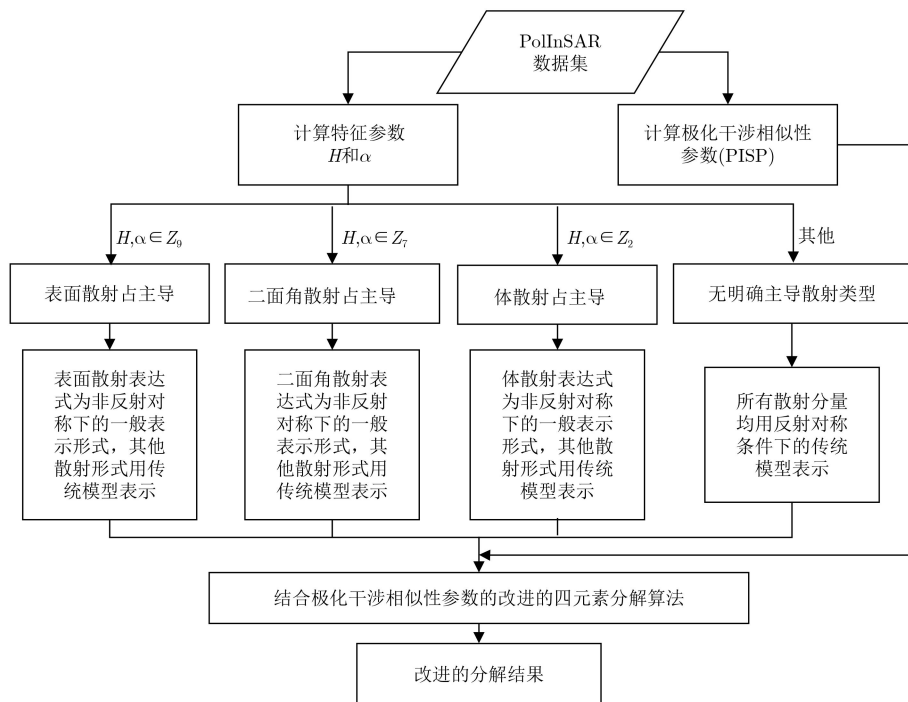 PolInSAR
数据集
计算特征参数
H和α
计算极化干涉相似性
参数(PISP)
H,α∈Z₉
H,α∈Z₇
H,α∈Z₂
其他
表面散射占主导
二面角散射占主导
体散射占主导
无明确主导散射类型
表面散射表达
式为非反射对
称下的一般表
示形式，其他
散射形式用传
统模型表示
二面角散射表
达式为非反射
对称下的一般
表示形式，其
他散射形式用
传统模型表示
体散射表达式
为非反射对称
下的一般表示
形式，其他散
射形式用传统
模型表示
所有散射分量
均用反射对称
条件下的传统
模型表示
结合极化干涉相似性参数的改进的四元素分解算法
改进的分解结果